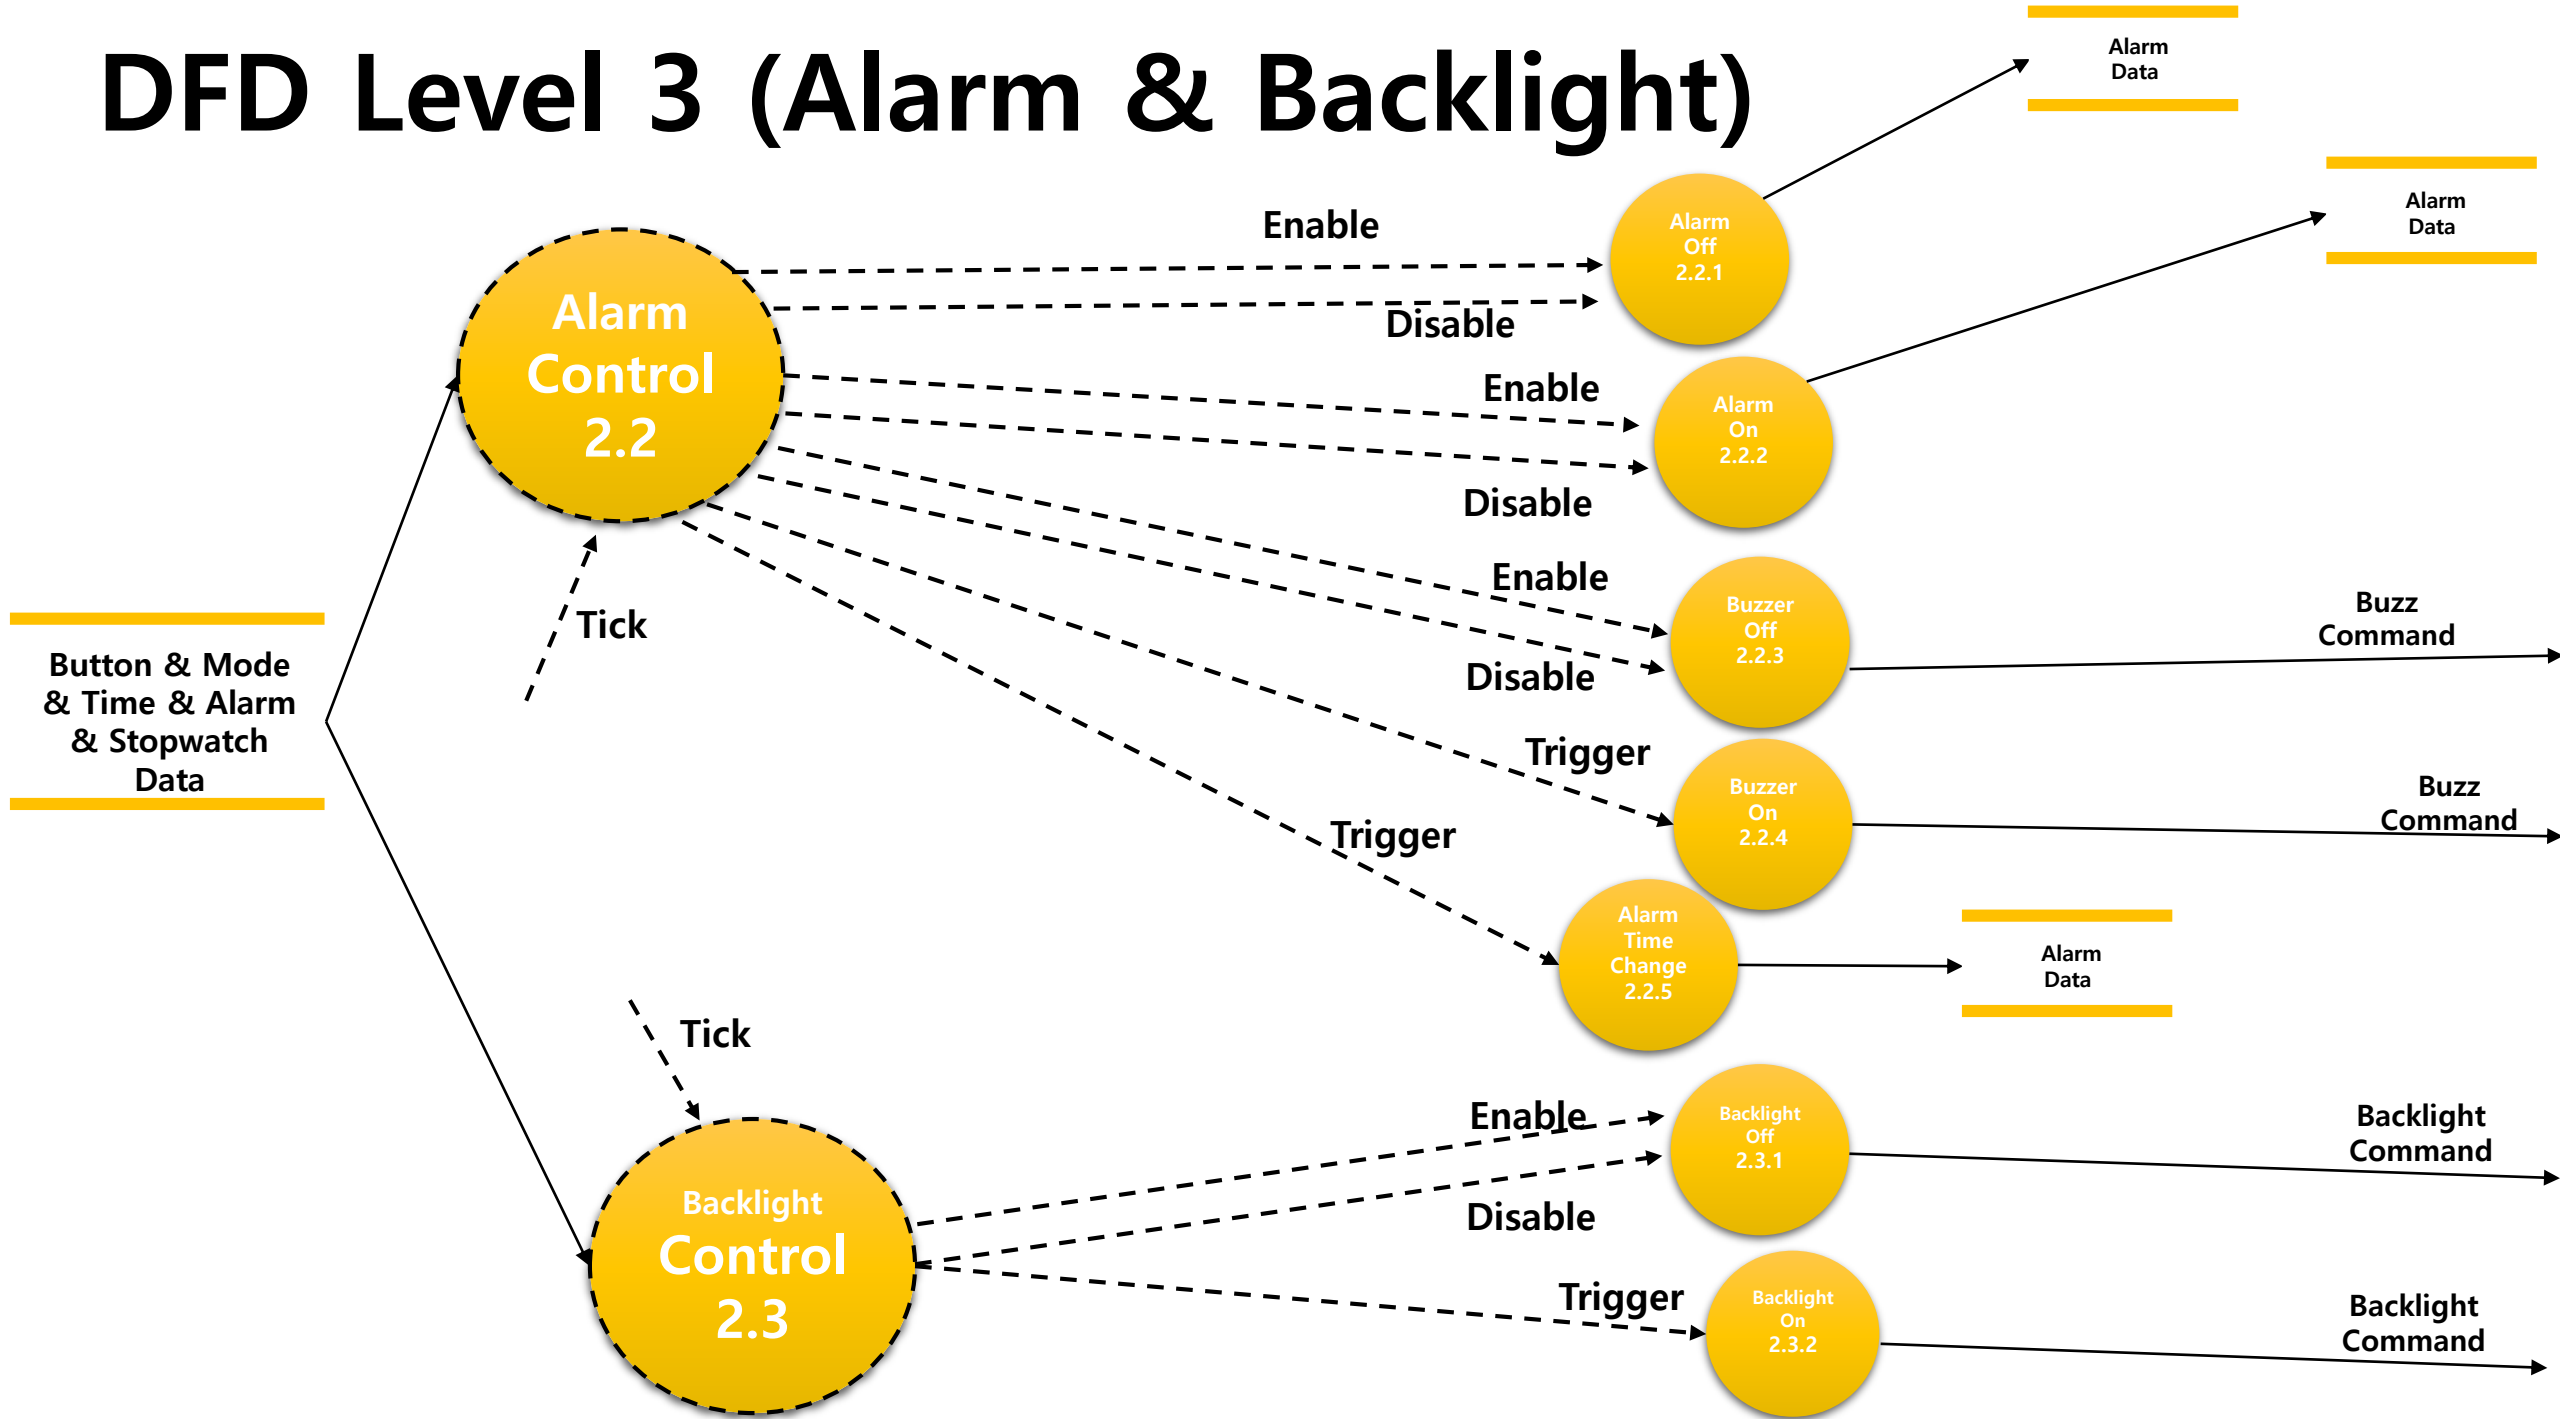 DFD Level 3 (Alarm & Backlight)
Alarm
Data
Alarm
Data
Enable
Alarm
Off
2.2.1
Disable
Alarm
Control
2.2
Enable
Alarm
On
2.2.2
Disable
Enable
Buzzer
Off
2.2.3
Buzz
Command
Tick
Disable
Button & Mode
& Time & Alarm
& Stopwatch
Data
Trigger
Buzzer
On
2.2.4
Buzz
Command
Trigger
Alarm
Time
Change
2.2.5
Alarm
Data
Tick
Enable
Backlight
Off
2.3.1
Backlight
Command
Disable
Backlight
Control
2.3
Trigger
Backlight
On
2.3.2
Backlight
Command